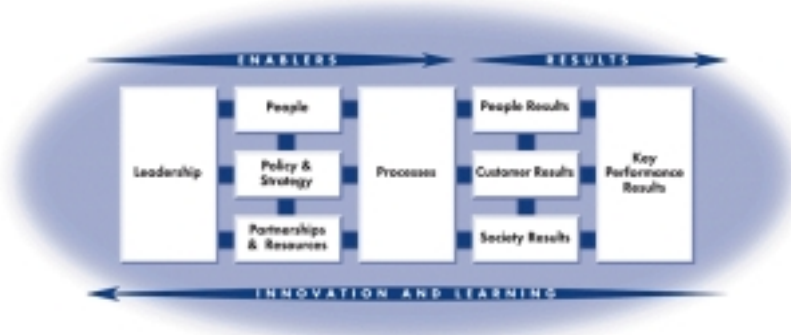 ENABLERS
RESULTS
Leadership
People
Policy &
Strategy
Partnerships
& Resources
Processes
People Results
Customer Results
Society Results
Key
Performance
Results
INNOVATION AND LEARNING